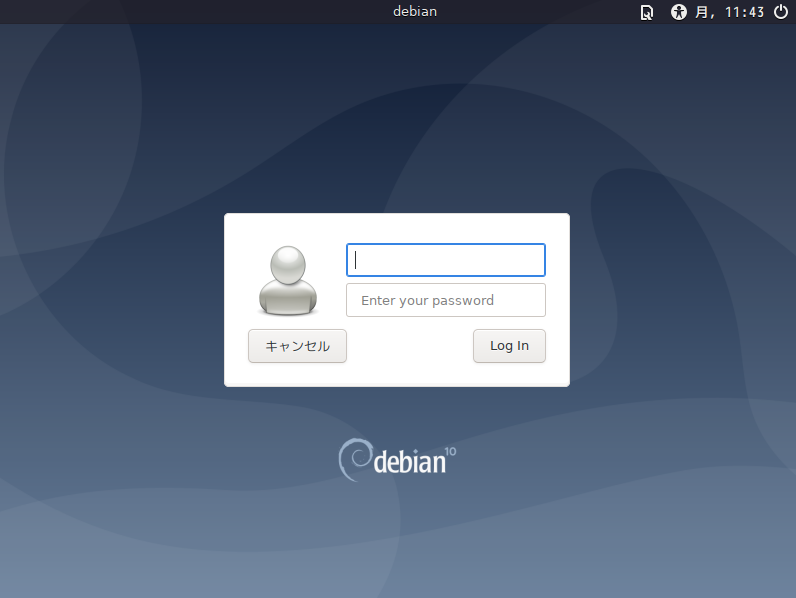 debian
月, 11:43
Enter your password
キャンセル
Log In
debian 10